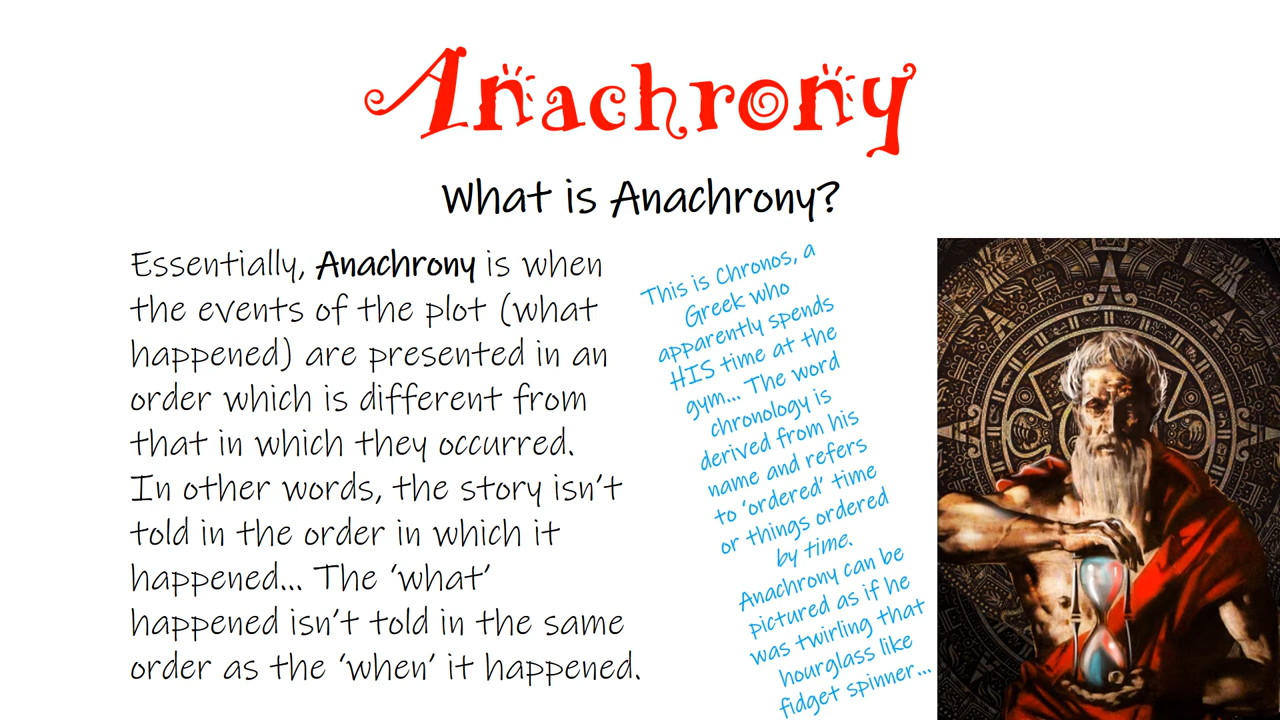 Anachrony
What is Anachrony?
Essentially, Anachrony is when
the events of the plot (what
happened) are presented in an
order which is different from
that in which they occurred.
In other words, the story isn't
told in the order in which it
happened... The 'what'
happened isn't told in the same
order as the 'when' it happened.
This is Chronos, a
Greek who
apparently spends
HIS time at the
gym... The word
chronology is
derived from his
name and refers
to 'ordered' time
or things ordered
by time.
Anachrony can be
pictured as if he
was twirling that
hourglass like
fidget spinner...